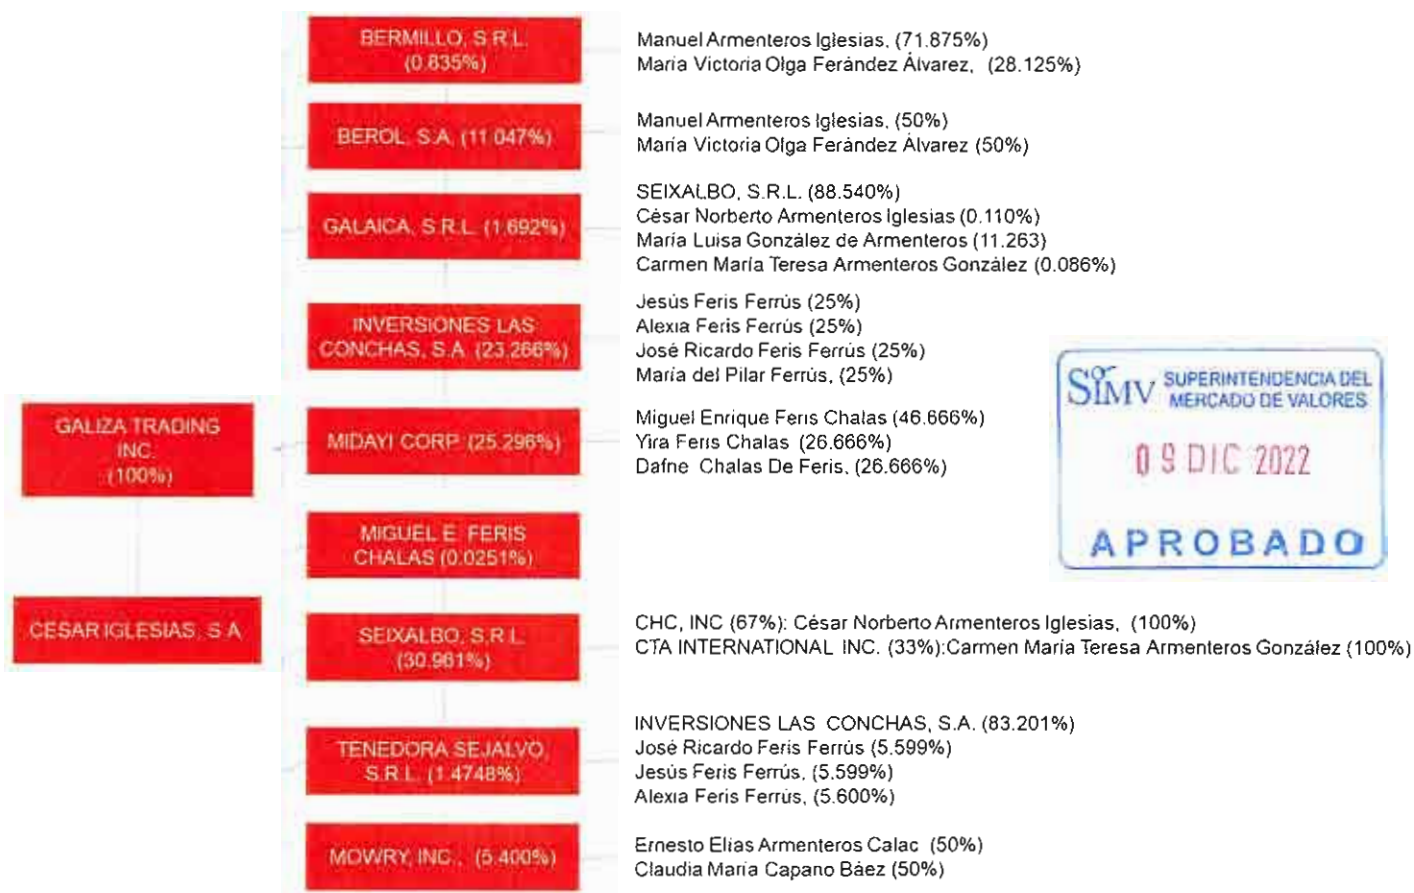 BERMILLO, S.R.L.
(0.835%)
Manuel Armenteros Iglesias, (71.875%)
María Victoria Olga Ferández Álvarez, (28.125%)
BEROL, S.A. (11.047%)
Manuel Armenteros Iglesias, (50%)
María Victoria Olga Ferández Álvarez (50%)
GALAICA, S.R.L. (1.692%)
SEIXALBO, S.R.L. (88.540%)
César Norberto Armenteros Iglesias (0.110%)
María Luisa González de Armenteros (11.263)
Carmen María Teresa Armenteros González (0.086%)
INVERSIONES LAS
CONCHAS, S.A. (23.266%)
Jesús Feris Ferrús (25%)
Alexia Feris Ferrús (25%)
José Ricardo Feris Ferrús (25%)
María del Pilar Ferrús, (25%)
GALIZA TRADING
INC.
(100%)
MIDAYI CORP. (25.296%)
Miguel Enrique Feris Chalas (46.666%)
Yira Feris Chalas (26.666%)
Dafne Chalas De Feris, (26.666%)
SIMV SUPERINTENDENCIA DEL
MERCADO DE VALORES
09 DIC 2022
APROBADO
MIGUEL E. FERIS
CHALAS (0.0251%)
CESAR IGLESIAS, S.A.
SEIXALBO, S.R.L.
(30.961%)
CHC, INC (67%): César Norberto Armenteros Iglesias, (100%)
CTA INTERNATIONAL INC. (33%):Carmen María Teresa Armenteros González (100%)
TENEDORA SEJALVO,
S.R.L. (1.4748%)
INVERSIONES LAS CONCHAS, S.A. (83.201%)
José Ricardo Feris Ferrús (5.599%)
Jesús Feris Ferrús, (5.599%)
Alexia Feris Ferrús, (5.600%)
MOWRY, INC., (5.400%)
Ernesto Elías Armenteros Calac (50%)
Claudia María Capano Báez (50%)